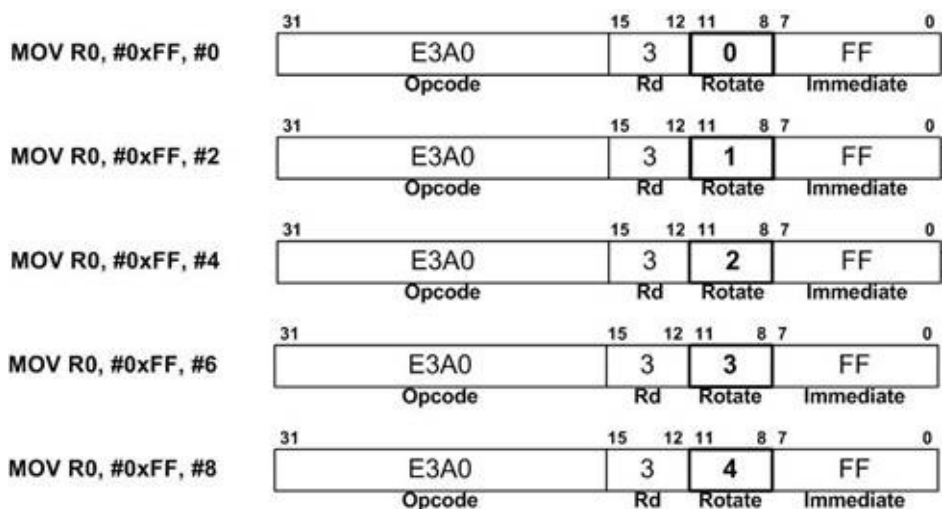 31 15 12 11 8 7 0
MOV R0, #0xFF, #0 E3A0 3 0 FF
Opcode Rd Rotate Immediate
31 15 12 11 8 7 0
MOV R0, #0xFF, #2 E3A0 3 1 FF
Opcode Rd Rotate Immediate
31 15 12 11 8 7 0
MOV R0, #0xFF, #4 E3A0 3 2 FF
Opcode Rd Rotate Immediate
31 15 12 11 8 7 0
MOV R0, #0xFF, #6 E3A0 3 3 FF
Opcode Rd Rotate Immediate
31 15 12 11 8 7 0
MOV R0, #0xFF, #8 E3A0 3 4 FF
Opcode Rd Rotate Immediate